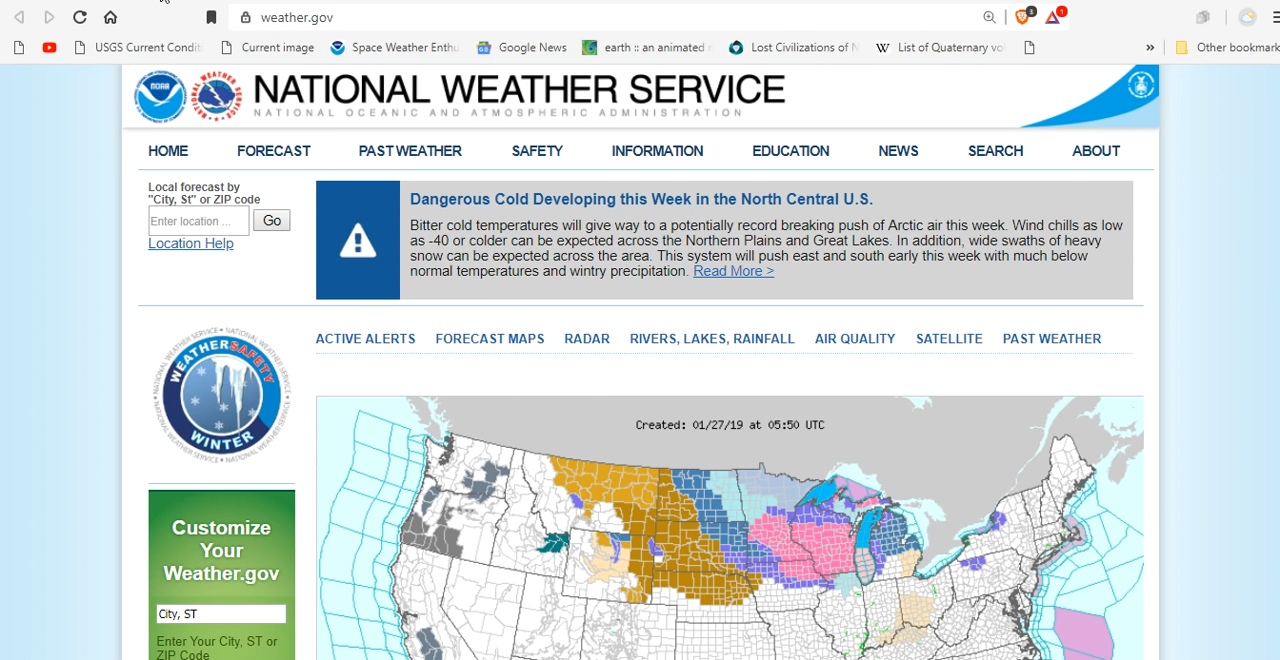 weather.gov
3
1
USGS Current Condit
Current image
Space Weather Enthu
Google News
earth :: an animated
Lost Civilizations of N
W
List of Quaternary vo
»
Other bookmark
NOAA
NATIONAL WEATHER SERVICE
NATIONAL OCEANIC AND ATMOSPHERIC ADMINISTRATION
HOME
FORECAST
PAST WEATHER
SAFETY
INFORMATION
EDUCATION
NEWS
SEARCH
ABOUT
Local forecast by
"City, St" or ZIP code
Enter location ...
Go
Location Help
Dangerous Cold Developing this Week in the North Central U.S.
Bitter cold temperatures will give way to a potentially record breaking push of Arctic air this week. Wind chills as low
as -40 or colder can be expected across the Northern Plains and Great Lakes. In addition, wide swaths of heavy
snow can be expected across the area. This system will push east and south early this week with much below
normal temperatures and wintry precipitation. Read More >
NATIONAL WEATHER SERVICE
WEATHERSAFETY
WINTER
ACTIVE ALERTS
FORECAST MAPS
RADAR
RIVERS, LAKES, RAINFALL
AIR QUALITY
SATELLITE
PAST WEATHER
Created: 01/27/19 at 05:50 UTC
Customize
Your
Weather.gov
City, ST
Enter Your City, ST or
ZIP Code